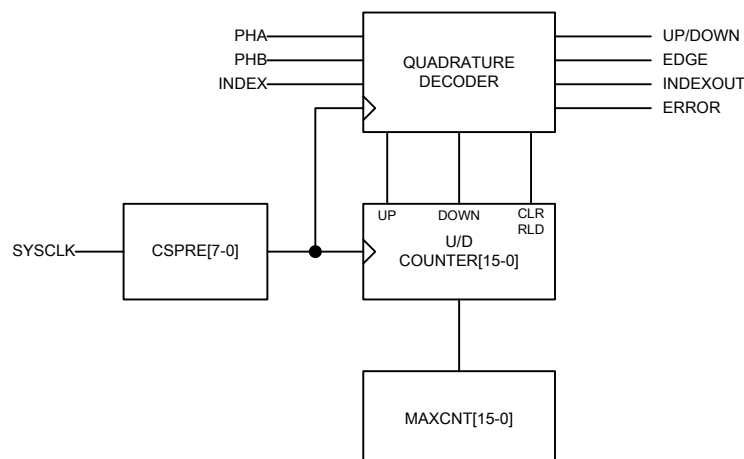 PHA
PHB
INDEX
QUADRATURE
DECODER
UP/DOWN
EDGE
INDEXOUT
ERROR
SYSCLK
CSPRE[7-0]
UP
DOWN
CLR
RLD
U/D
COUNTER[15-0]
MAXCNT[15-0]